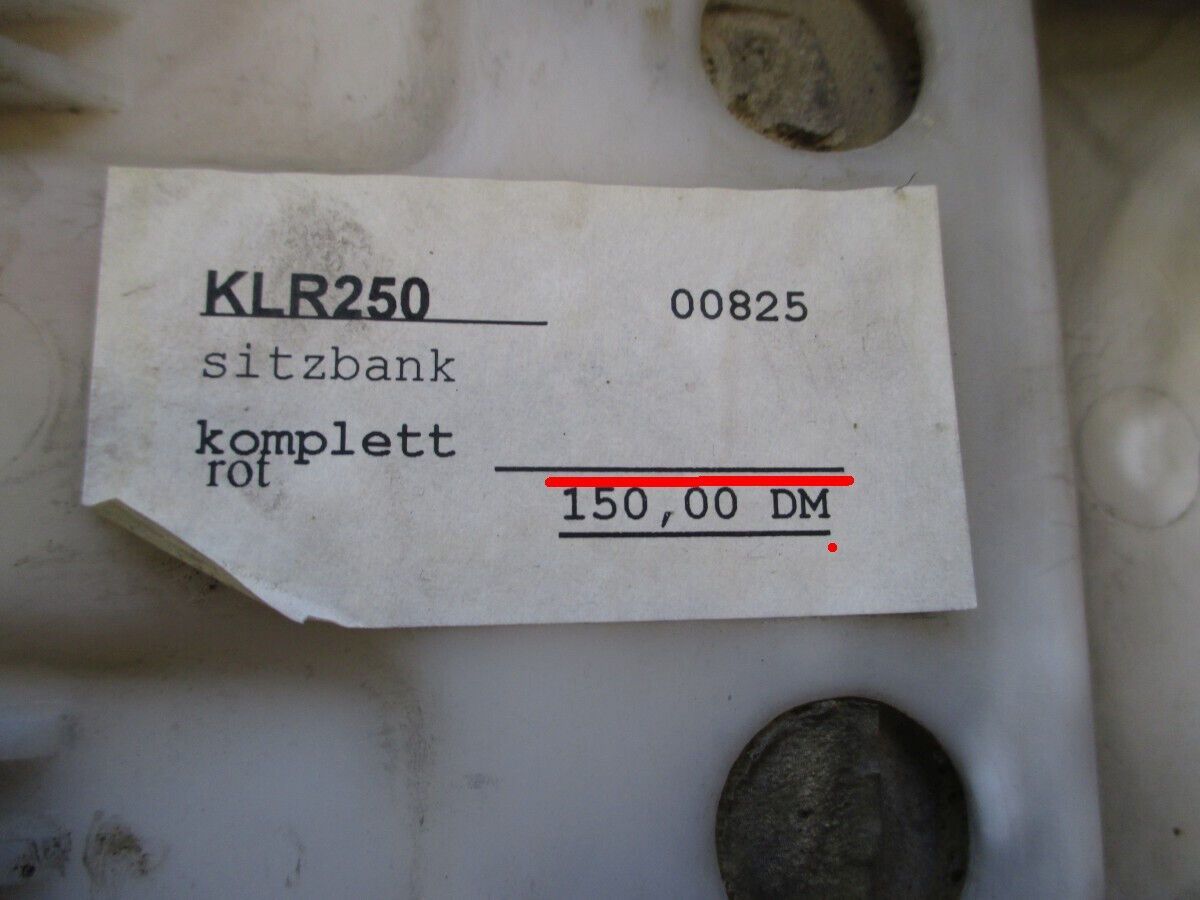 KLR250 00825
sitzbank
komplett
rot
150,00 DM